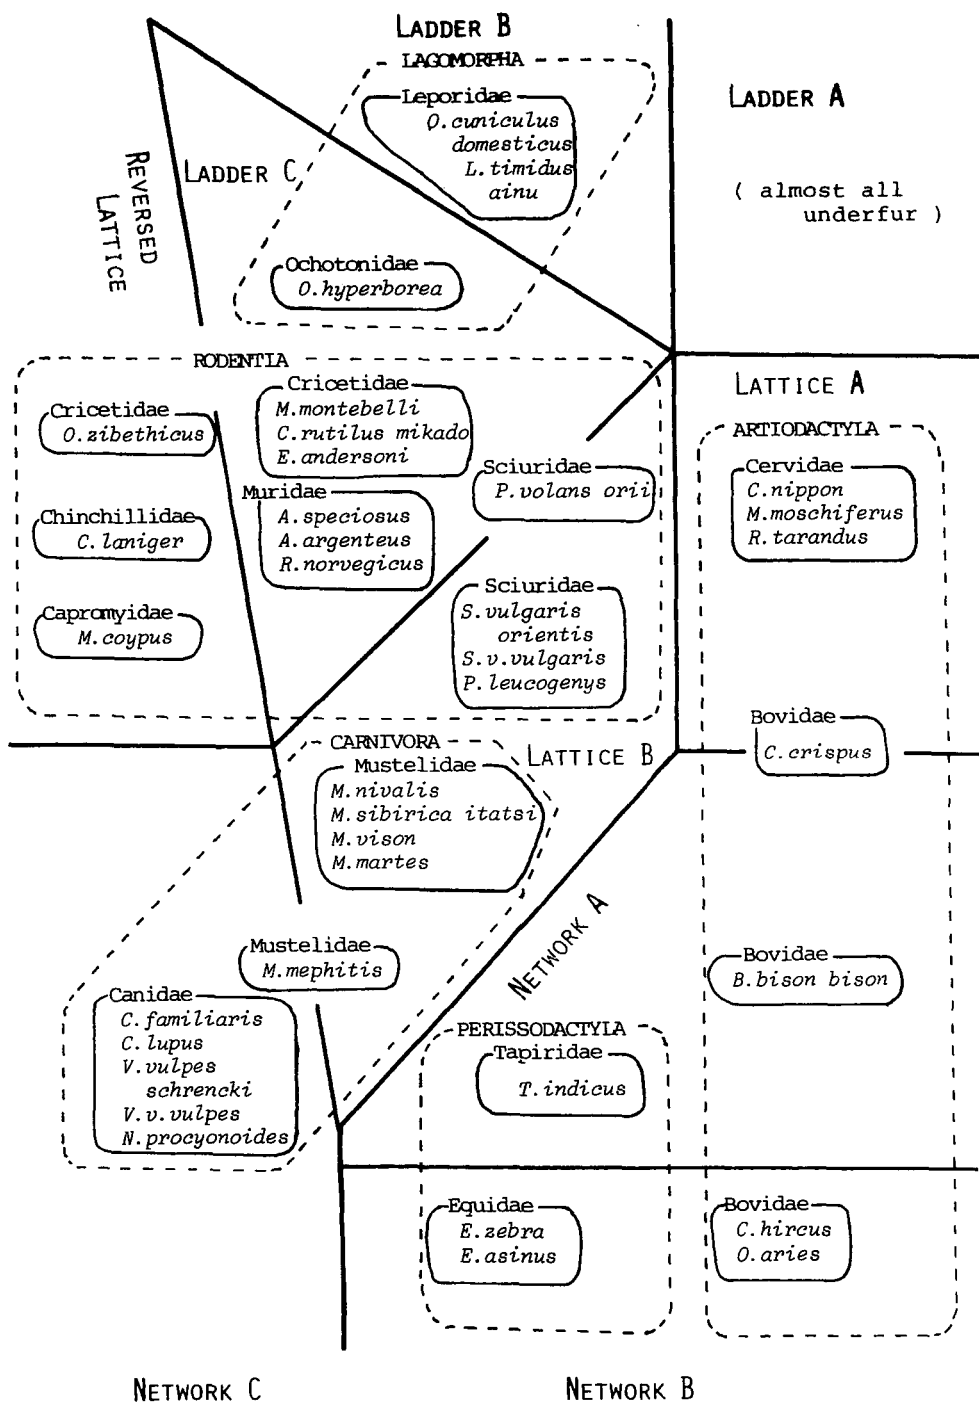 LADDER B
LAGOMORPHA
Leporidae
O.cuniculus
domesticus
L.timidus
ainu
LADDER A
( almost all
underfur )
LADDER C
REVERSED
LATTICE
Ochotonidae
O.hyperborea
RODENTIA
Cricetidae
O.zibethicus
Cricetidae
M.montebelli
C.rutilus mikado
E.andersoni
Sciuridae
P.volans orii
Chinchillidae
C.laniger
Muridae
A.speciosus
A.argenteus
R.norvegicus
Capromyidae
M.coypus
Sciuridae
S.vulgaris
orientis
S.v.vulgaris
P.leucogenys
LATTICE A
ARTIODACTYLA
Cervidae
C.nippon
M.moschiferus
R.tarandus
Bovidae
C.crispus
CARNIVORA
LATTICE B
Mustelidae
M.nivalis
M.sibirica itatsi
M.vison
M.martes
Mustelidae
M.mephitis
NETWORK A
Bovidae
B.bison bison
Canidae
C.familiaris
C.lupus
V.vulpes
schrencki
V.v.vulpes
N.procyonoides
PERISSODACTYLA
Tapiridae
T.indicus
Equidae
E.zebra
E.asinus
Bovidae
C.hircus
O.aries
NETWORK C
NETWORK B